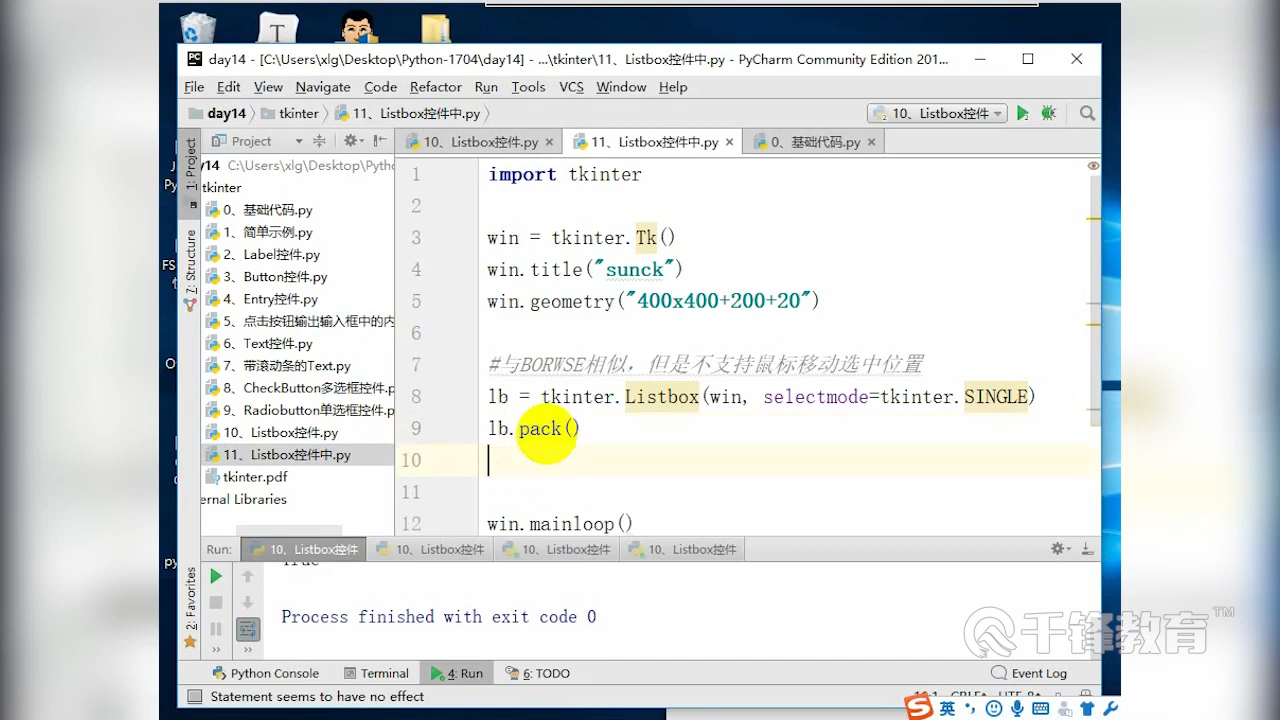 day14 - [C:\Users\xlg\Desktop\Python-1704\day14] - ...\tkinter\11、Listbox控件中.py - PyCharm Community Edition 201...
File Edit View Navigate Code Refactor Run Tools VCS Window Help
day14 tkinter 11、Listbox控件中.py 10、Listbox控件
Project 10、Listbox控件.py 11、Listbox控件中.py 0、基础代码.py
1: Project
7: Structure
2: Favorites
y14 C:\Users\xlg\Desktop\Pytho
tkinter
0、基础代码.py
1、简单示例.py
2、Label控件.py
3、Button控件.py
4、Entry控件.py
5、点击按钮输出输入框中的内
6、Text控件.py
7、带滚动条的Text.py
8、CheckButton多选框控件.p
9、Radiobutton单选框控件.p
10、Listbox控件.py
11、Listbox控件中.py
tkinter.pdf
ernal Libraries
1 import tkinter
2
3 win = tkinter.Tk()
4 win.title("sunck")
5 win.geometry("400x400+200+20")
6
7 #与BORWSE相似，但是不支持鼠标移动选中位置
8 lb = tkinter.Listbox(win, selectmode=tkinter.SINGLE)
9 lb.pack()
10
11
12 win.mainloop()
Run: 10、Listbox控件 10、Listbox控件 10、Listbox控件 10、Listbox控件
True
Process finished with exit code 0
千锋教育™
Python Console Terminal 4: Run 6: TODO Event Log
Statement seems to have no effect
英